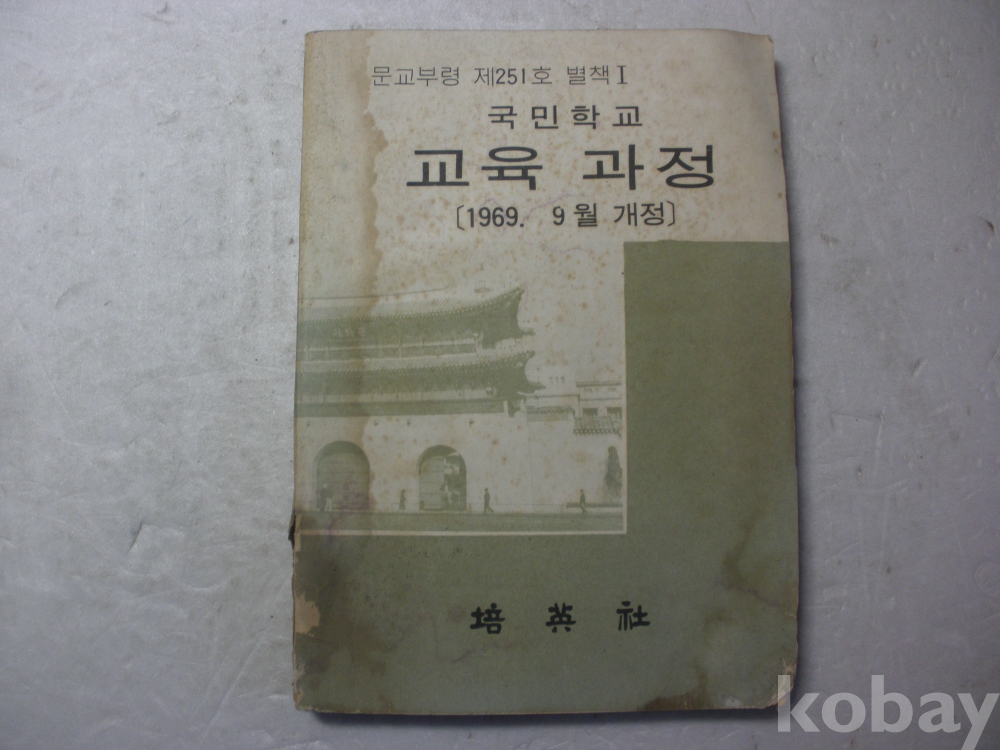 문교부령 제251호 별책 I
국민학교
교육 과정
〔1969. 9월 개정〕
培英社
kobay